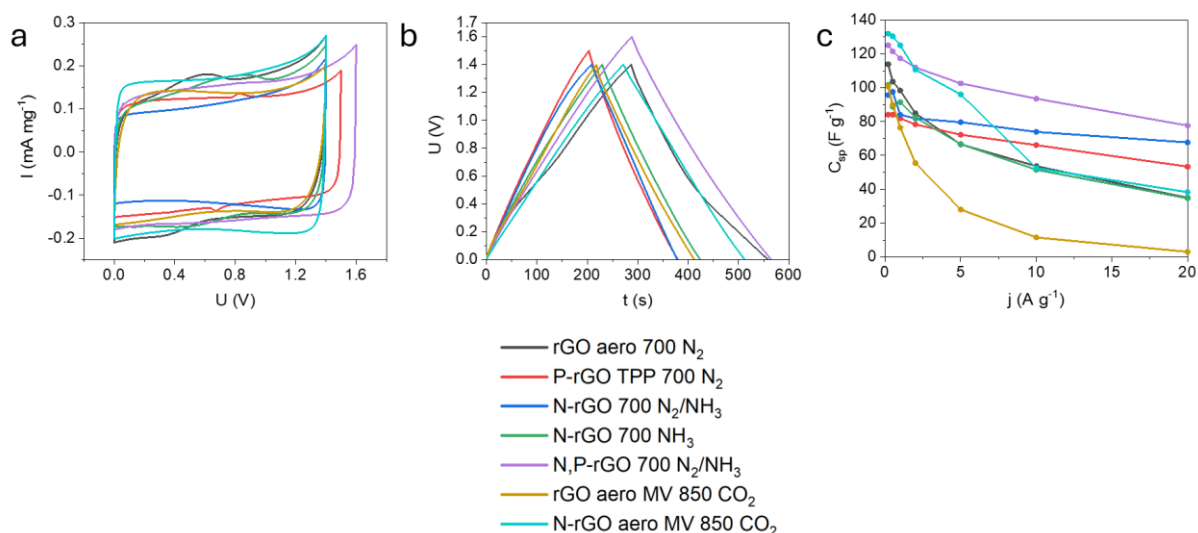 a
0.3
0.2
0.1
0.0
-0.1
-0.2
I (mA mg⁻¹)
0.0 0.4 0.8 1.2 1.6
U (V)
b
1.6
1.4
1.2
1.0
0.8
0.6
0.4
0.2
0.0
U (V)
0 100 200 300 400 500 600
t (s)
c
140
120
100
80
60
40
20
0
Cₛₚ (F g⁻¹)
0 5 10 15 20
j (A g⁻¹)
rGO aero 700 N₂
P-rGO TPP 700 N₂
N-rGO 700 N₂/NH₃
N-rGO 700 NH₃
N,P-rGO 700 N₂/NH₃
rGO aero MV 850 CO₂
N-rGO aero MV 850 CO₂